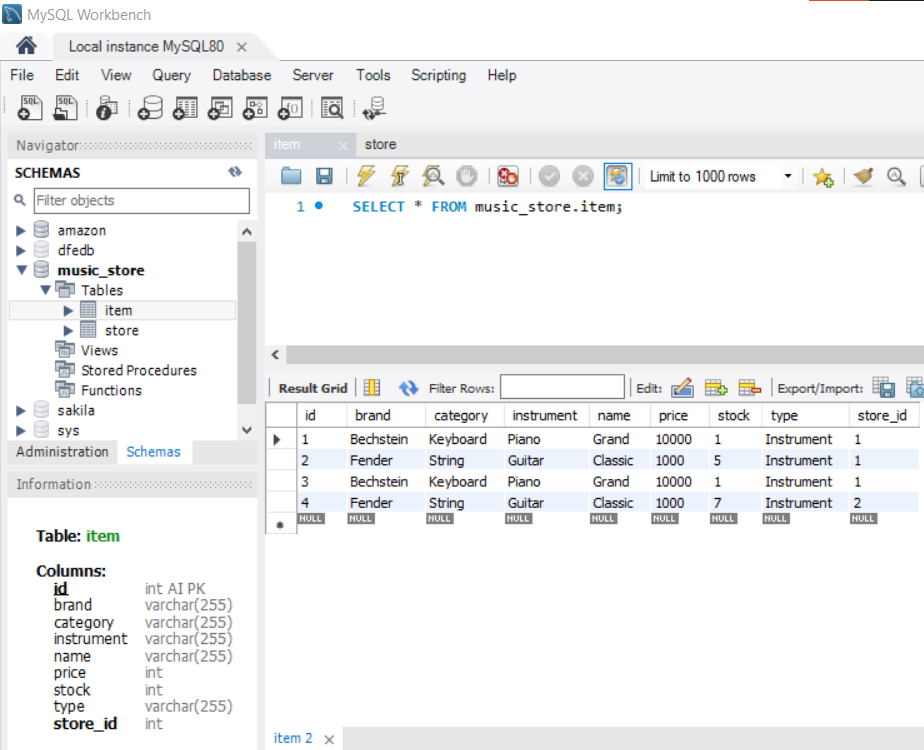 MySQL Workbench
Local instance MySQL80
File Edit View Query Database Server Tools Scripting Help
Navigator
SCHEMAS
Filter objects
amazon
dfedb
music_store
Tables
item
store
Views
Stored Procedures
Functions
sakila
sys
Administration Schemas
Information
Table: item
Columns:
id int AI PK
brand varchar(255)
category varchar(255)
instrument varchar(255)
name varchar(255)
price int
stock int
type varchar(255)
store_id int
item store
Limit to 1000 rows
1 SELECT * FROM music_store.item;
Result Grid Filter Rows: Edit: Export/Import:
id brand category instrument name price stock type store_id
1 Bechstein Keyboard Piano Grand 10000 1 Instrument 1
2 Fender String Guitar Classic 1000 5 Instrument 1
3 Bechstein Keyboard Piano Grand 10000 1 Instrument 1
4 Fender String Guitar Classic 1000 7 Instrument 2
NULL NULL NULL NULL NULL NULL NULL NULL NULL
item 2